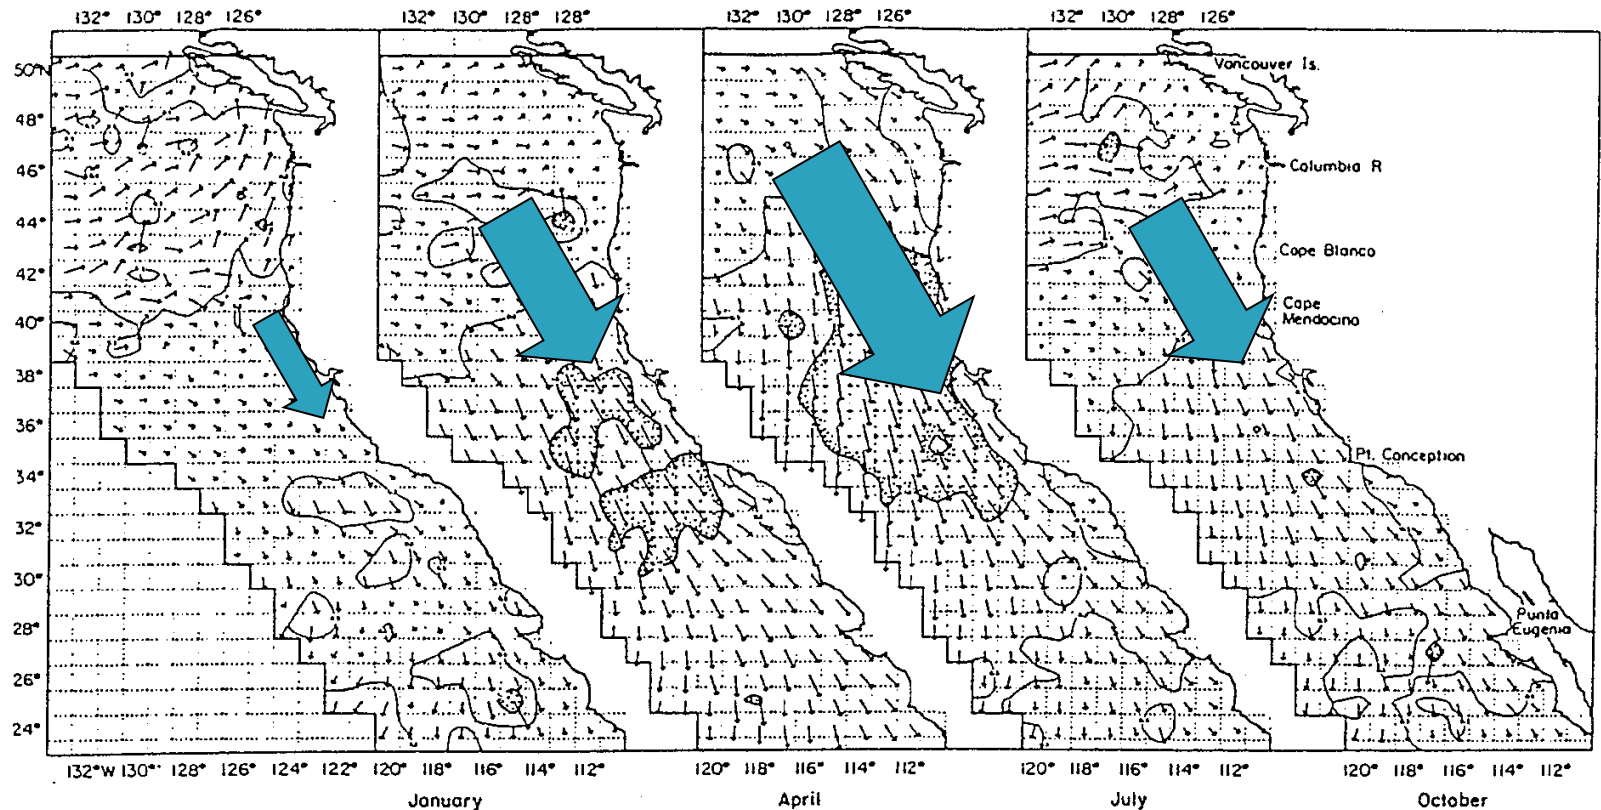 132° 130° 128° 126° 132° 130° 128° 128° 132° 130° 128° 126° 132° 130° 128° 126°
50°N
Vancouver Is.
48°
46°
Columbia R
44°
Cape Blanco
42°
Cape
40°
Mendocino
38°
36°
Pt. Conception
34°
32°
30°
28°
Punta
Eugenia
26°
24°
132°W 130° 128° 126° 124° 122° 120° 118° 116° 114° 112° 120° 118° 116° 114° 112° 120° 118° 116° 114° 112° 120° 118° 116° 114° 112°
January April July October